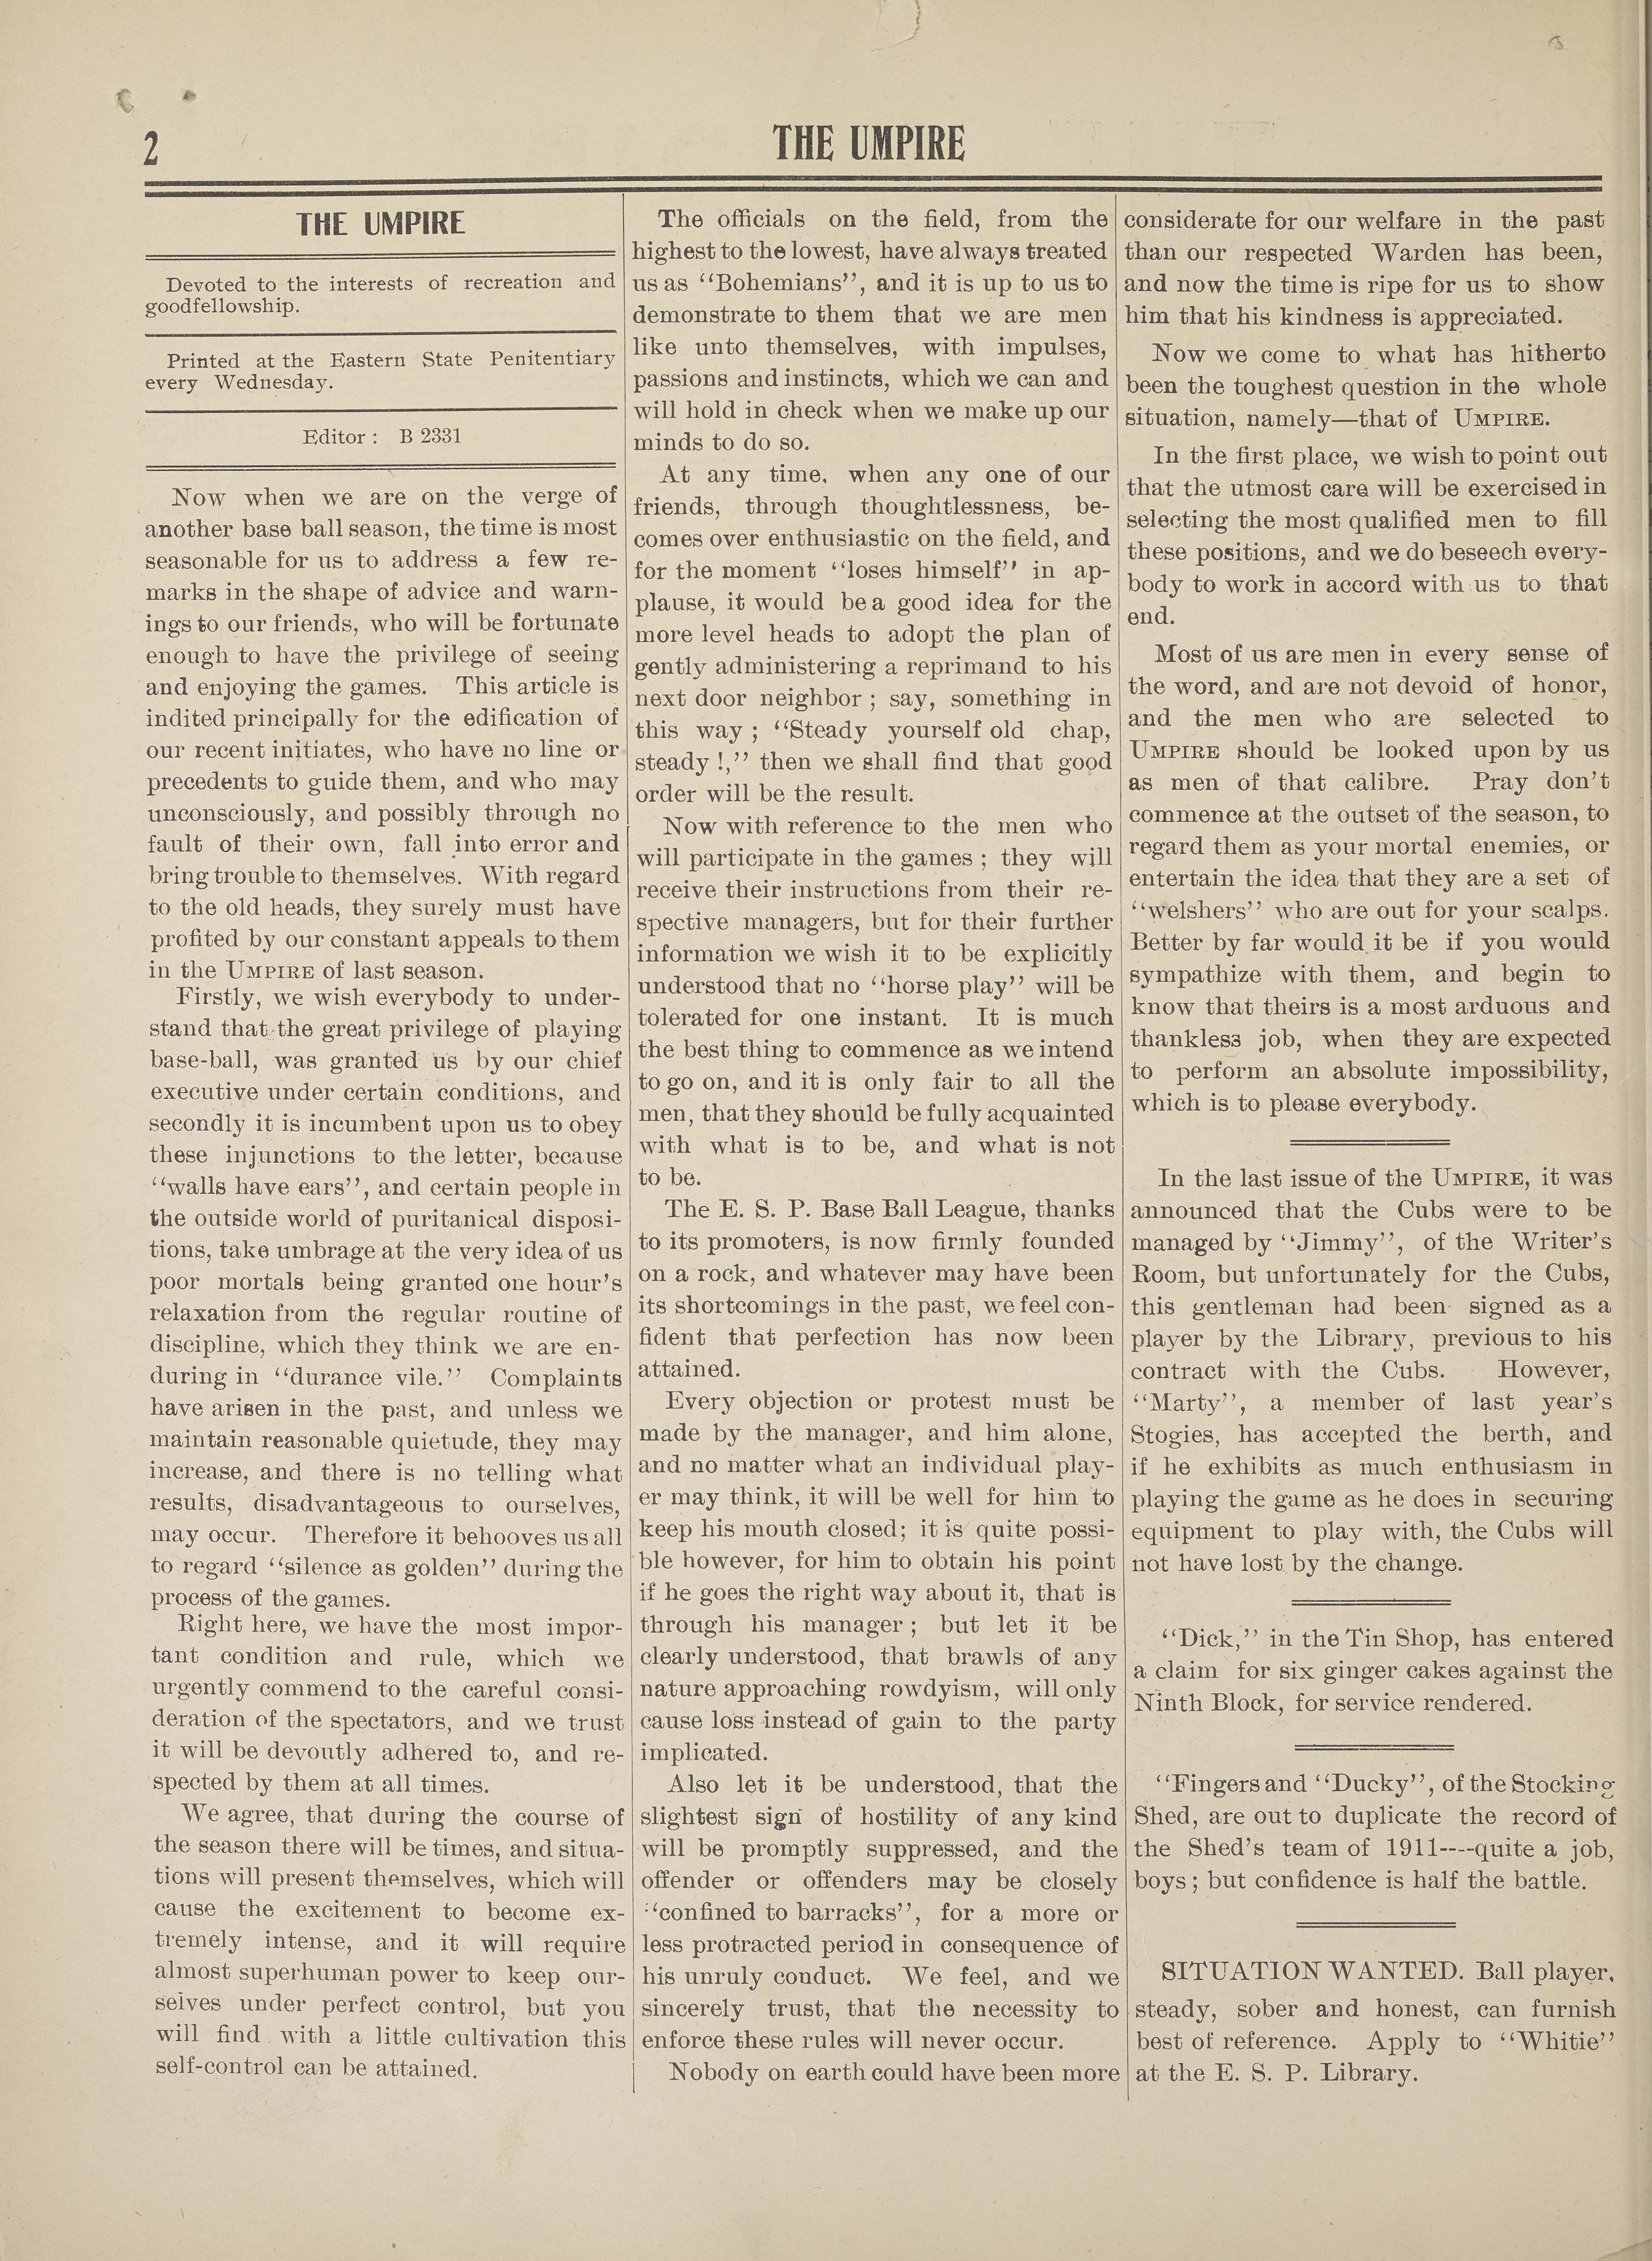 2
THE UMPIRE
THE UMPIRE
Devoted to the interests of recreation and
goodfellowship.
Printed at the Eastern State Penitentiary
every Wednesday.
Editor : B 2331
Now when we are on the verge of
another base ball season, the time is most
seasonable for us to address a few re-
marks in the shape of advice and warn-
ings to our friends, who will be fortunate
enough to have the privilege of seeing
and enjoying the games. This article is
indited principally for the edification of
our recent initiates, who have no line or
precedents to guide them, and who may
unconsciously, and possibly through no
fault of their own, fall into error and
bring trouble to themselves. With regard
to the old heads, they surely must have
profited by our constant appeals to them
in the UMPIRE of last season.
Firstly, we wish everybody to under-
stand that the great privilege of playing
base-ball, was granted us by our chief
executive under certain conditions, and
secondly it is incumbent upon us to obey
these injunctions to the letter, because
‘‘walls have ears’’, and certain people in
the outside world of puritanical disposi-
tions, take umbrage at the very idea of us
poor mortals being granted one hour’s
relaxation from the regular routine of
discipline, which they think we are en-
during in ‘‘durance vile.’’ Complaints
have arisen in the past, and unless we
maintain reasonable quietude, they may
increase, and there is no telling what
results, disadvantageous to ourselves,
may occur. Therefore it behooves us all
to regard ‘‘silence as golden’’ during the
process of the games.
Right here, we have the most impor-
tant condition and rule, which we
urgently commend to the careful consi-
deration of the spectators, and we trust
it will be devoutly adhered to, and re-
spected by them at all times.
We agree, that during the course of
the season there will be times, and situa-
tions will present themselves, which will
cause the excitement to become ex-
tremely intense, and it will require
almost superhuman power to keep our-
selves under perfect control, but you
will find with a little cultivation this
self-control can be attained.
The officials on the field, from the
highest to the lowest, have always treated
us as ‘‘Bohemians’’, and it is up to us to
demonstrate to them that we are men
like unto themselves, with impulses,
passions and instincts, which we can and
will hold in check when we make up our
minds to do so.
At any time, when any one of our
friends, through thoughtlessness, be-
comes over enthusiastic on the field, and
for the moment ‘‘loses himself’’ in ap-
plause, it would be a good idea for the
more level heads to adopt the plan of
gently administering a reprimand to his
next door neighbor ; say, something in
this way ; ‘‘Steady yourself old chap,
steady !,’’ then we shall find that good
order will be the result.
Now with reference to the men who
will participate in the games ; they will
receive their instructions from their re-
spective managers, but for their further
information we wish it to be explicitly
understood that no ‘‘horse play’’ will be
tolerated for one instant. It is much
the best thing to commence as we intend
to go on, and it is only fair to all the
men, that they should be fully acquainted
with what is to be, and what is not
to be.
The E. S. P. Base Ball League, thanks
to its promoters, is now firmly founded
on a rock, and whatever may have been
its shortcomings in the past, we feel con-
fident that perfection has now been
attained.
Every objection or protest must be
made by the manager, and him alone,
and no matter what an individual play-
er may think, it will be well for him to
keep his mouth closed; it is quite possi-
ble however, for him to obtain his point
if he goes the right way about it, that is
through his manager ; but let it be
clearly understood, that brawls of any
nature approaching rowdyism, will only
cause loss instead of gain to the party
implicated.
Also let it be understood, that the
slightest sign of hostility of any kind
will be promptly suppressed, and the
offender or offenders may be closely
‘‘confined to barracks’’, for a more or
less protracted period in consequence of
his unruly conduct. We feel, and we
sincerely trust, that the necessity to
enforce these rules will never occur.
Nobody on earth could have been more
considerate for our welfare in the past
than our respected Warden has been,
and now the time is ripe for us to show
him that his kindness is appreciated.
Now we come to what has hitherto
been the toughest question in the whole
situation, namely—that of UMPIRE.
In the first place, we wish to point out
that the utmost care will be exercised in
selecting the most qualified men to fill
these positions, and we do beseech every-
body to work in accord with us to that
end.
Most of us are men in every sense of
the word, and are not devoid of honor,
and the men who are selected to
UMPIRE should be looked upon by us
as men of that calibre. Pray don’t
commence at the outset of the season, to
regard them as your mortal enemies, or
entertain the idea that they are a set of
‘‘welshers’’ who are out for your scalps.
Better by far would it be if you would
sympathize with them, and begin to
know that theirs is a most arduous and
thankless job, when they are expected
to perform an absolute impossibility,
which is to please everybody.
In the last issue of the UMPIRE, it was
announced that the Cubs were to be
managed by ‘‘Jimmy’’, of the Writer’s
Room, but unfortunately for the Cubs,
this gentleman had been signed as a
player by the Library, previous to his
contract with the Cubs. However,
‘‘Marty’’, a member of last year’s
Stogies, has accepted the berth, and
if he exhibits as much enthusiasm in
playing the game as he does in securing
equipment to play with, the Cubs will
not have lost by the change.
‘‘Dick,’’ in the Tin Shop, has entered
a claim for six ginger cakes against the
Ninth Block, for service rendered.
‘‘Fingers and ‘‘Ducky’’, of the Stocking
Shed, are out to duplicate the record of
the Shed’s team of 1911----quite a job,
boys ; but confidence is half the battle.
SITUATION WANTED. Ball player,
steady, sober and honest, can furnish
best of reference. Apply to ‘‘Whitie’’
at the E. S. P. Library.